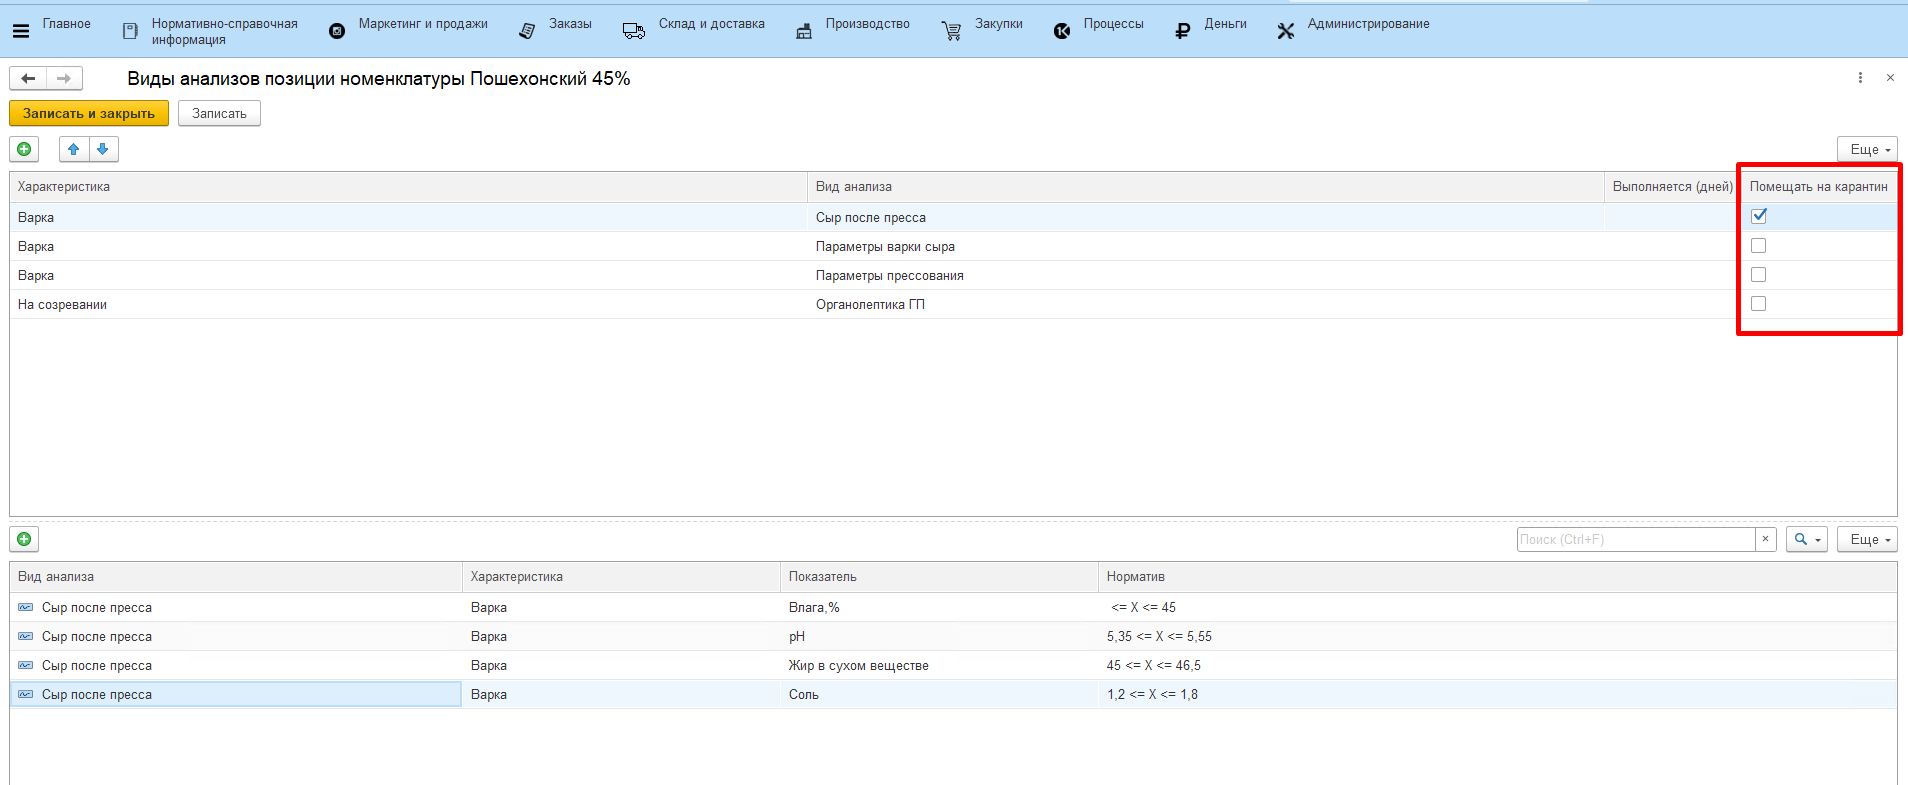 Главное
Нормативно-справочная
информация
Маркетинг и продажи
Заказы
Склад и доставка
Производство
Закупки
Процессы
Деньги
Администрирование
Виды анализов позиции номенклатуры Пошехонский 45%
Записать и закрыть
Записать
Еще
Характеристика Вид анализа Выполняется (дней) Помещать на карантин
Варка Сыр после пресса
Варка Параметры варки сыра
Варка Параметры прессования
На созревании Органолептика ГП
Поиск (Ctrl+F) × Еще
Вид анализа Характеристика Показатель Норматив
Сыр после пресса Варка Влага,% <= X <= 45
Сыр после пресса Варка pH 5,35 <= X <= 5,55
Сыр после пресса Варка Жир в сухом веществе 45 <= X <= 46,5
Сыр после пресса Варка Соль 1,2 <= X <= 1,8